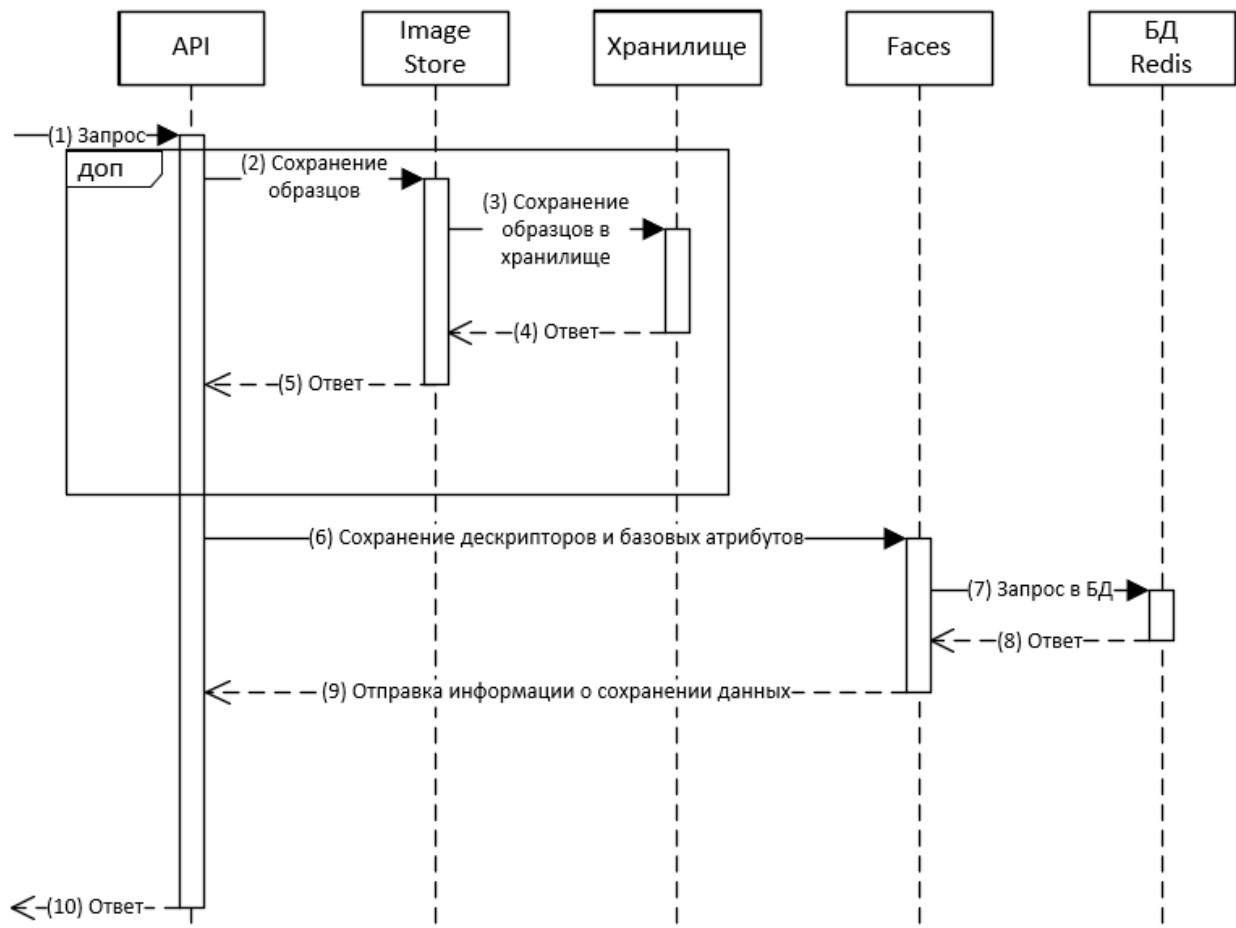 API
Image
Store
Хранилище
Faces
БД
Redis
(1) Запрос
доп
(2) Сохранение
образцов
(3) Сохранение
образцов в
хранилище
(4) Ответ
(5) Ответ
(6) Сохранение дескрипторов и базовых атрибутов
(7) Запрос в БД
(8) Ответ
(9) Отправка информации о сохранении данных
(10) Ответ